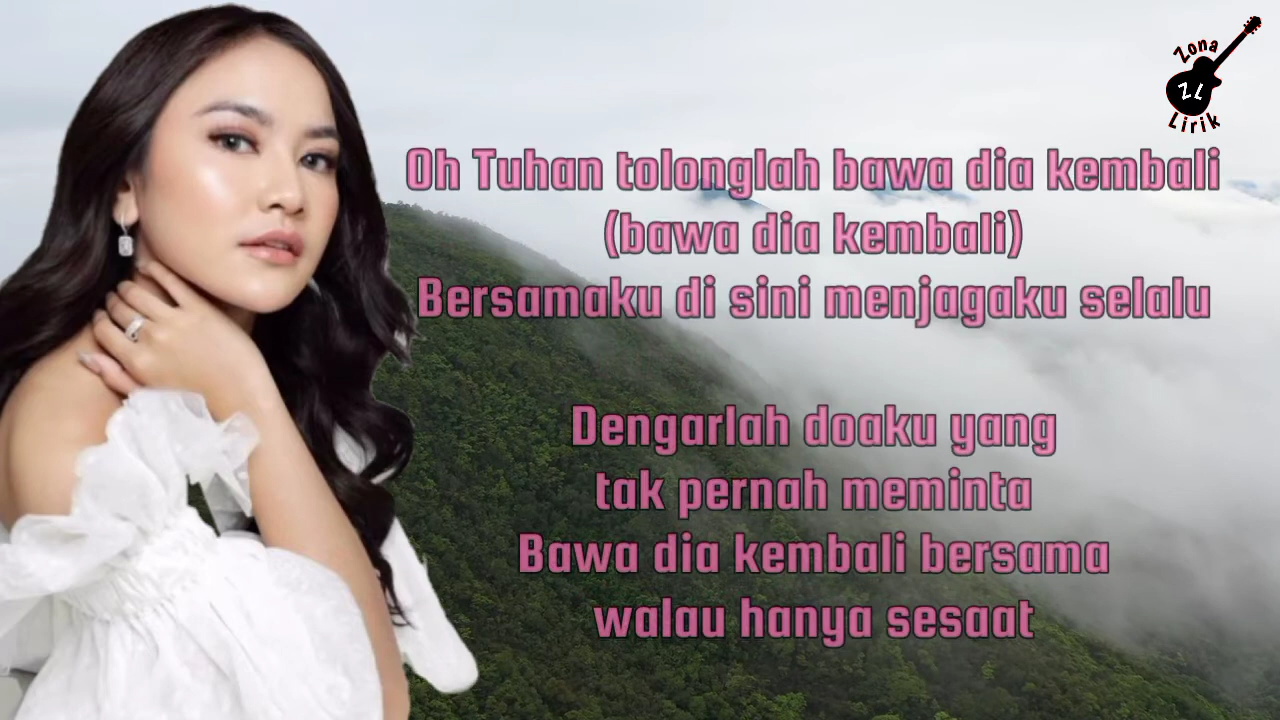 Zona
ZL
Lirik
Oh Tuhan tolonglah bawa dia kembali
(bawa dia kembali)
Bersamaku di sini menjagaku selalu
Dengarlah doaku yang
tak pernah meminta
Bawa dia kembali bersama
walau hanya sesaat